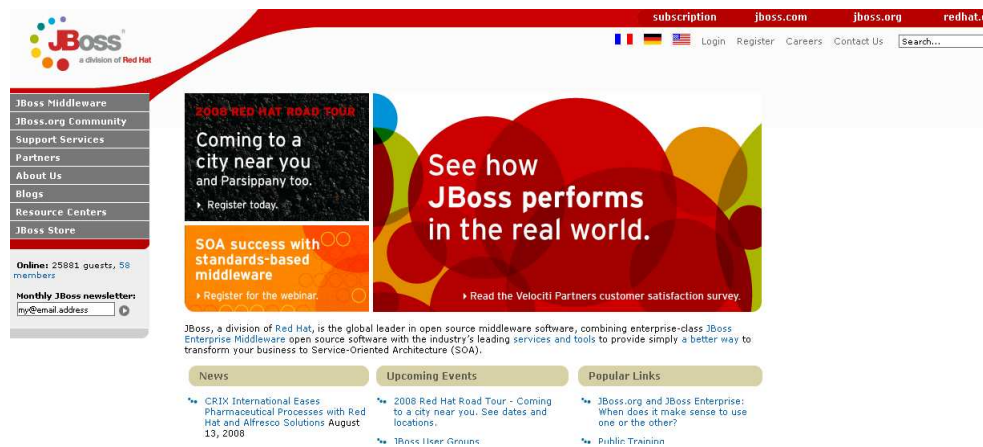 subscription jboss.com jboss.org redhat.
JBoss
a division of Red Hat
Login Register Careers Contact Us Search...
JBoss Middleware
JBoss.org Community
Support Services
Partners
About Us
Blogs
Resource Centers
JBoss Store
Online: 25881 guests, 58
members
Monthly JBoss newsletter:
my@email.address
2008 RED HAT ROAD TOUR
Coming to a
city near you
and Parsippany too.
Register today.
SOA success with
standards-based
middleware
Register for the webinar.
See how
JBoss performs
in the real world.
Read the Velociti Partners customer satisfaction survey.
JBoss, a division of Red Hat, is the global leader in open source middleware software, combining enterprise-class JBoss
Enterprise Middleware open source software with the industry's leading services and tools to provide simply a better way to
transform your business to Service-Oriented Architecture (SOA).
News
CRIX International Eases
Pharmaceutical Processes with Red
Hat and Alfresco Solutions August
13, 2008
Upcoming Events
2008 Red Hat Road Tour - Coming
to a city near you. See dates and
locations.
JBoss User Groups
Popular Links
JBoss.org and JBoss Enterprise:
When does it make sense to use
one or the other?
Public Training